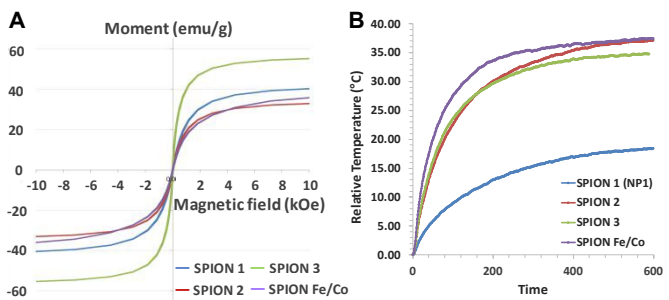 A
Moment (emu/g)
60
40
20
0
-10 -8 -6 -4 -2 0 2 4 6 8 10
-20
Magnetic field (kOe)
-40
-60
SPION 1
SPION 3
SPION 2
SPION Fe/Co
B
Relative Temperature (°C)
40.00
35.00
30.00
25.00
20.00
15.00
10.00
5.00
0.00
SPION 1 (NP1)
SPION 2
SPION 3
SPION Fe/Co
0 200 400 600
Time